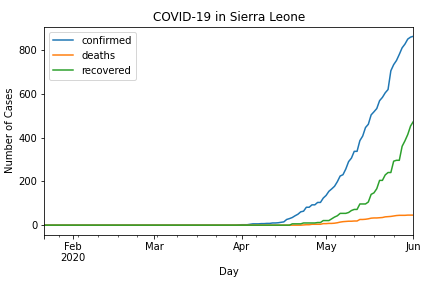 COVID-19 in Sierra Leone
confirmed
deaths
recovered
Number of Cases
800
600
400
200
0
Feb
2020
Mar
Apr
May
Jun
Day